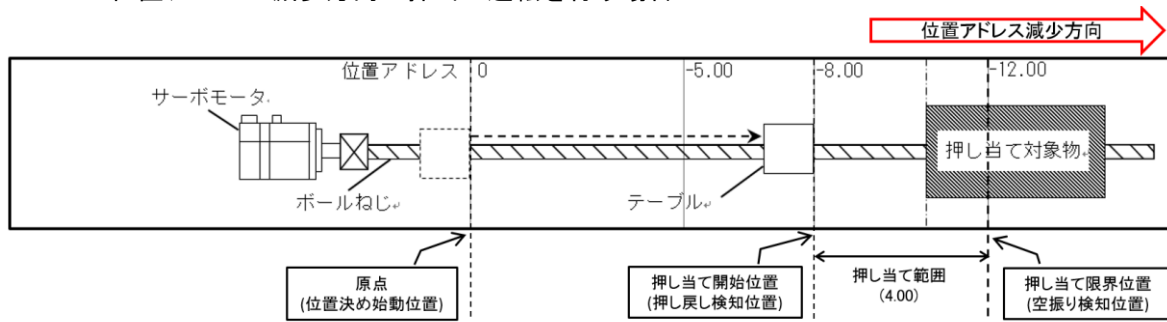 位置アドレス減少方向
位置アドレス 0 -5.00 -8.00 -12.00
サーボモータ
押し当て対象物
ボールねじ
テーブル
原点
(位置決め始動位置)
押し当て開始位置
(押し戻し検知位置)
押し当て範囲
(4.00)
押し当て限界位置
(空振り検知位置)